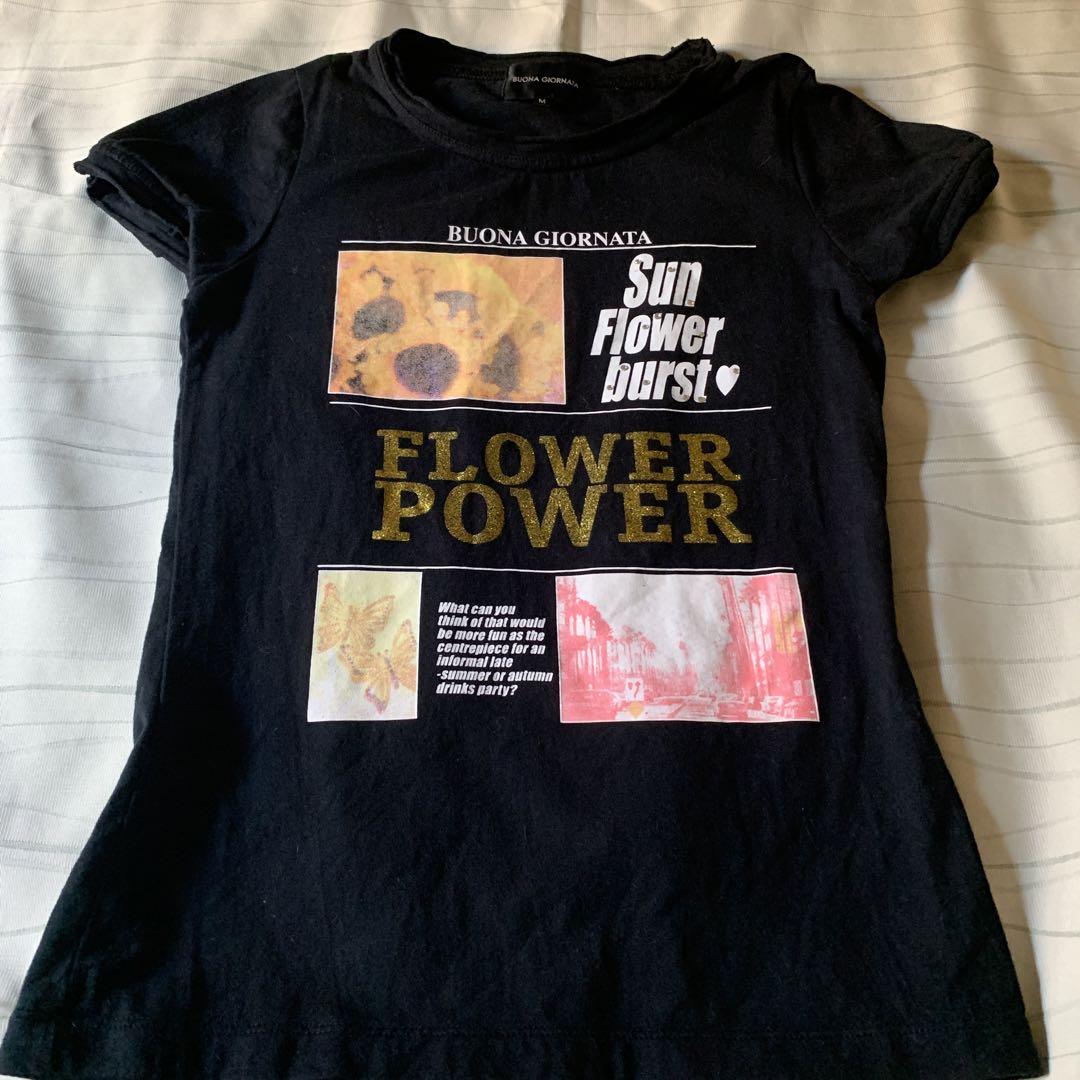 BUONA GIORNATA
M
BUONA GIORNATA
Sun
Flower
burst
FLOWER
POWER
What can you
think of that would
be more fun as the
centrepiece for an
informal late
-summer or autumn
drinks party?